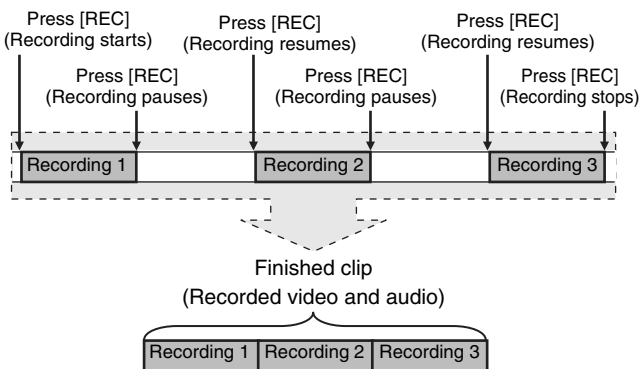 Press [REC]
(Recording starts)
Press [REC]
(Recording resumes)
Press [REC]
(Recording resumes)
Press [REC]
(Recording pauses)
Press [REC]
(Recording pauses)
Press [REC]
(Recording stops)
Recording 1
Recording 2
Recording 3
Finished clip
(Recorded video and audio)
Recording 1
Recording 2
Recording 3